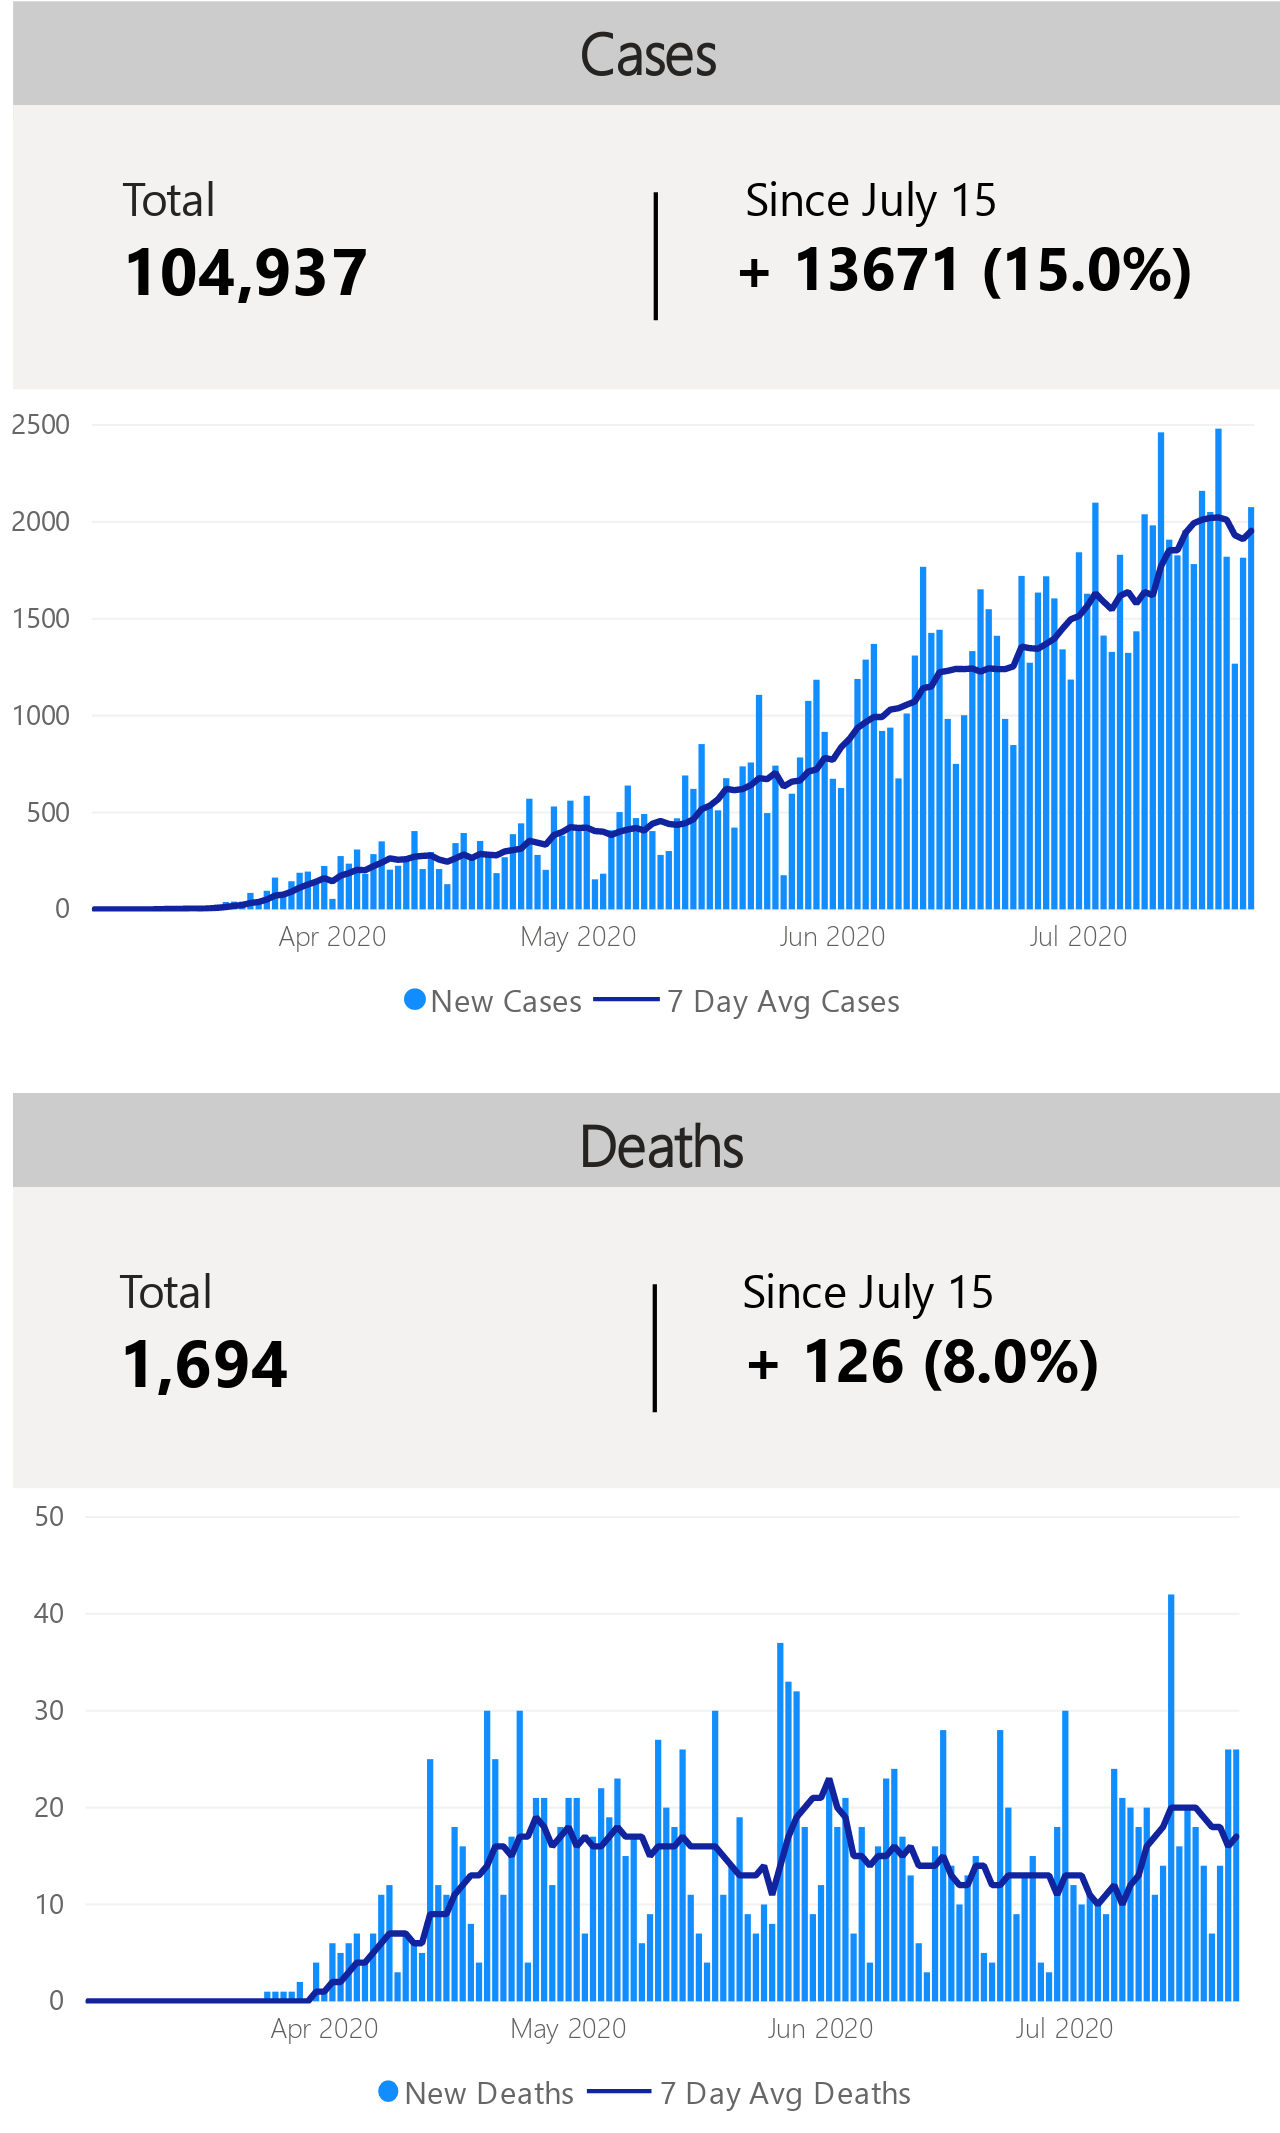 Cases
Total
Since July 15
104,937
+ 13671 (15.0%)
2500
2000
1500
1000
500
0
Apr 2020 May 2020 Jun 2020 Jul 2020
New Cases 7 Day Avg Cases
Deaths
Total
Since July 15
1,694
+ 126 (8.0%)
50
40
30
20
10
0
Apr 2020 May 2020 Jun 2020 Jul 2020
New Deaths 7 Day Avg Deaths